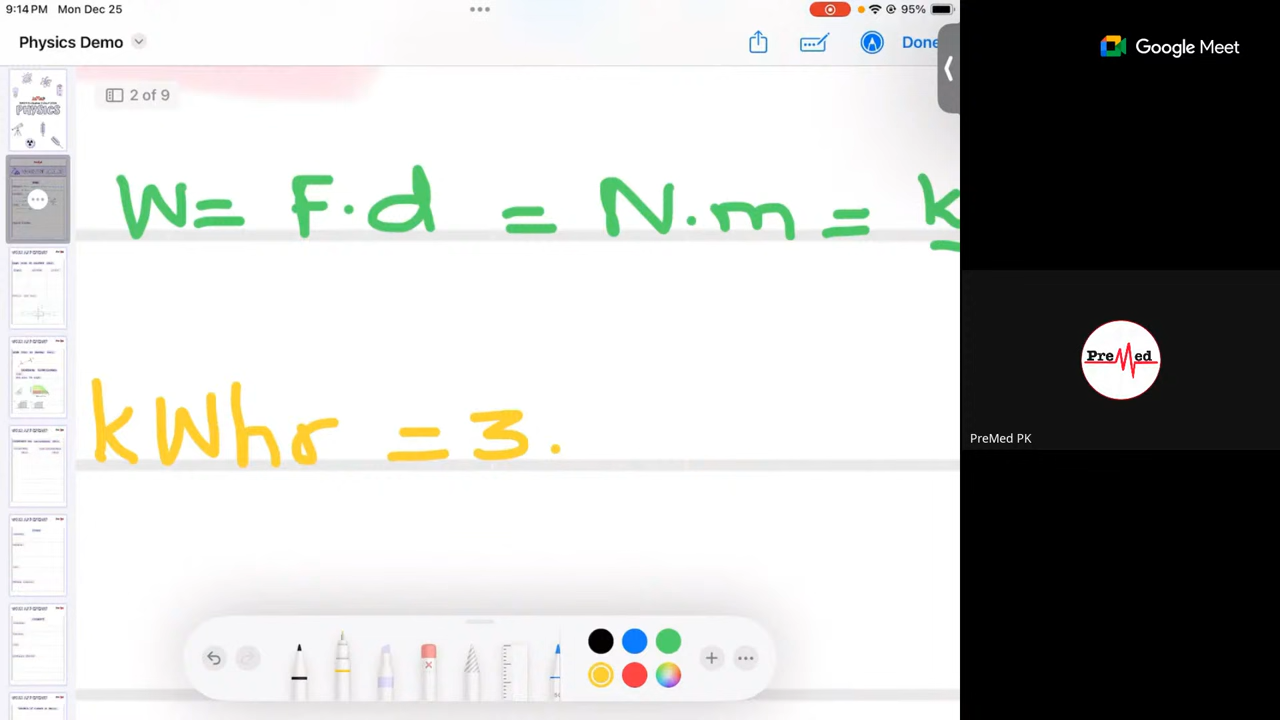 9:14 PM Mon Dec 25
95%
Physics Demo
Done
Google Meet
2 of 9
PHYSICS
W= F.d = N.m = k
kWhr = 3.
PreMed
PreMed PK